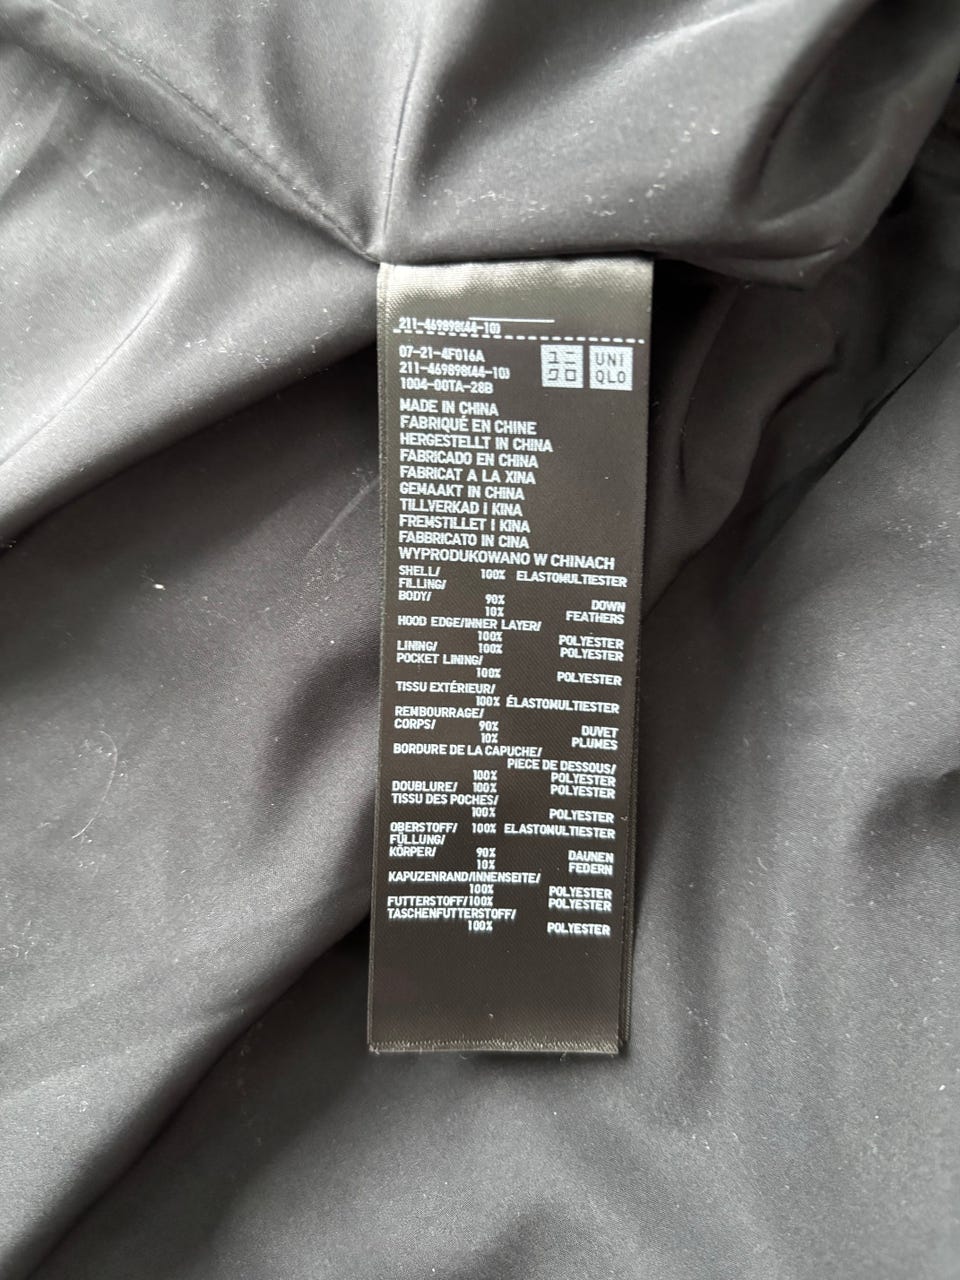 211-469898(44-10)
07-21-4F016A
211-469898(44-10)
1004-00TA-28B
ユニ
クロ
UNI
QLO
MADE IN CHINA
FABRIQUÉ EN CHINE
HERGESTELLT IN CHINA
FABRICADO EN CHINA
FABRICAT A LA XINA
GEMAAKT IN CHINA
TILLVERKAD I KINA
FREMSTILLET I KINA
FABBRICATO IN CINA
WYPRODUKOWANO W CHINACH
SHELL/ 100% ELASTOMULTIESTER
FILLING/
BODY/ 90% DOWN
10% FEATHERS
HOOD EDGE/INNER LAYER/
100% POLYESTER
LINING/ 100% POLYESTER
POCKET LINING/
100% POLYESTER
TISSU EXTÉRIEUR/
100% ÉLASTOMULTIESTER
REMBOURRAGE/
CORPS/ 90% DUVET
10% PLUMES
BORDURE DE LA CAPUCHE/
PIECE DE DESSOUS/
100% POLYESTER
DOUBLURE/ 100% POLYESTER
TISSU DES POCHES/
100% POLYESTER
OBERSTOFF/ 100% ELASTOMULTIESTER
FÜLLUNG/
KÖRPER/ 90% DAUNEN
10% FEDERN
KAPUZENRAND/INNENSEITE/
100% POLYESTER
FUTTERSTOFF/100% POLYESTER
TASCHENFUTTERSTOFF/
100% POLYESTER